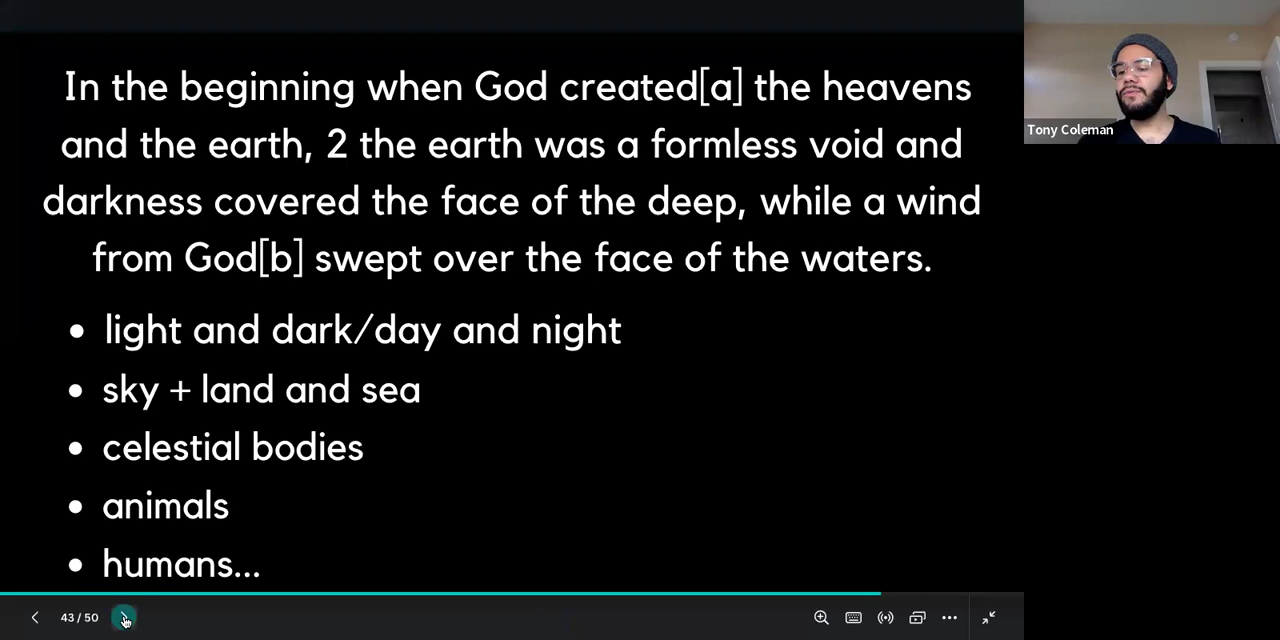 In the beginning when God created[a] the heavens
and the earth, 2 the earth was a formless void and
darkness covered the face of the deep, while a wind
from God[b] swept over the face of the waters.
• light and dark/day and night
• sky + land and sea
• celestial bodies
• animals
• humans...
43 / 50
Tony Coleman